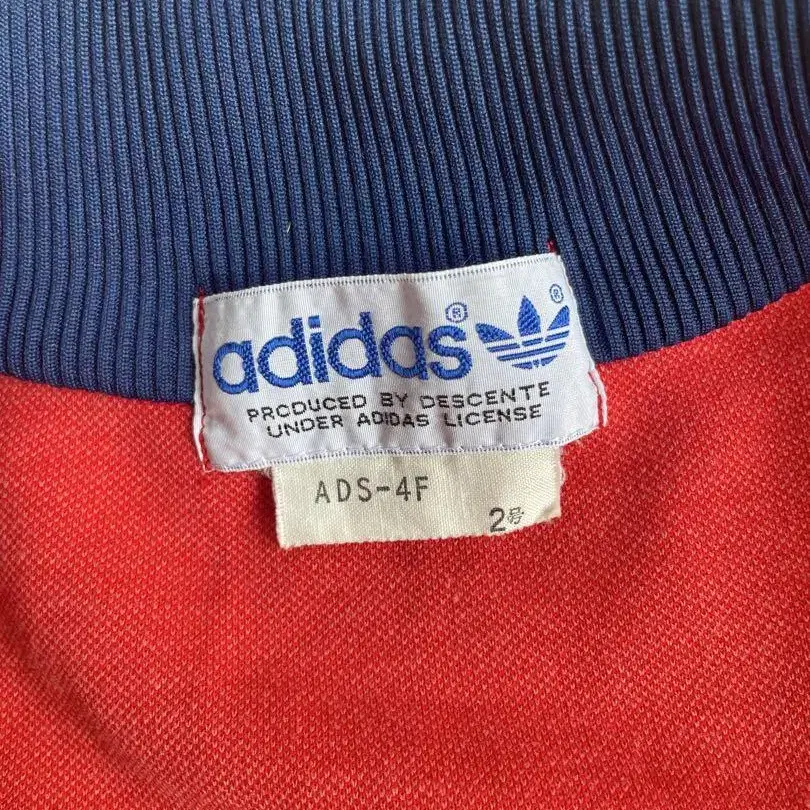 adidas® ®
PRODUCED BY DESCENTE
UNDER ADIDAS LICENSE
ADS-4F
2号